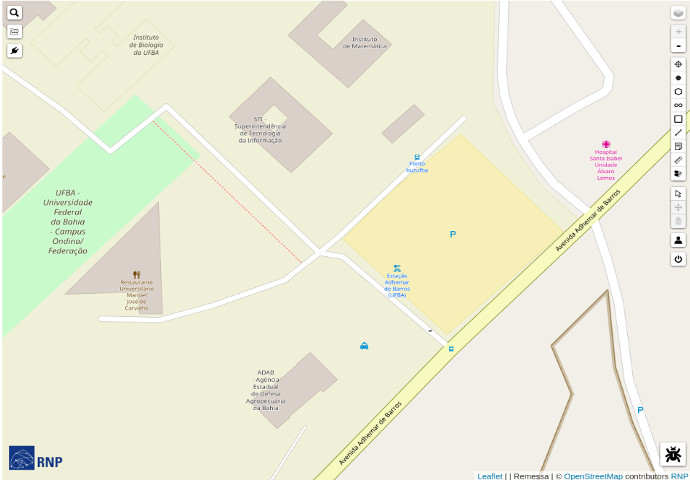 Instituto
de Biologia
da UFBA
Instituto
de Matemática
STI -
Superintendência
de Tecnologia
da Informação
Ponto
Buzufba
Hospital
Santa Isabel
Unidade
Álvaro
Lemos
UFBA -
Universidade
Federal
da Bahia
- Campus
Ondina/
Federação
P
Avenida Adhemar de Barros
Estação
Adhemar
de Barros
(UFBA)
Restaurante
Universitário
Manuel
José de
Carvalho
ADAB
- Agência
Estadual
de Defesa
Agropecuária
da Bahia
Avenida Adhemar de Barros
P
RNP
Leaflet | | Remessa | © OpenStreetMap contributors RNP